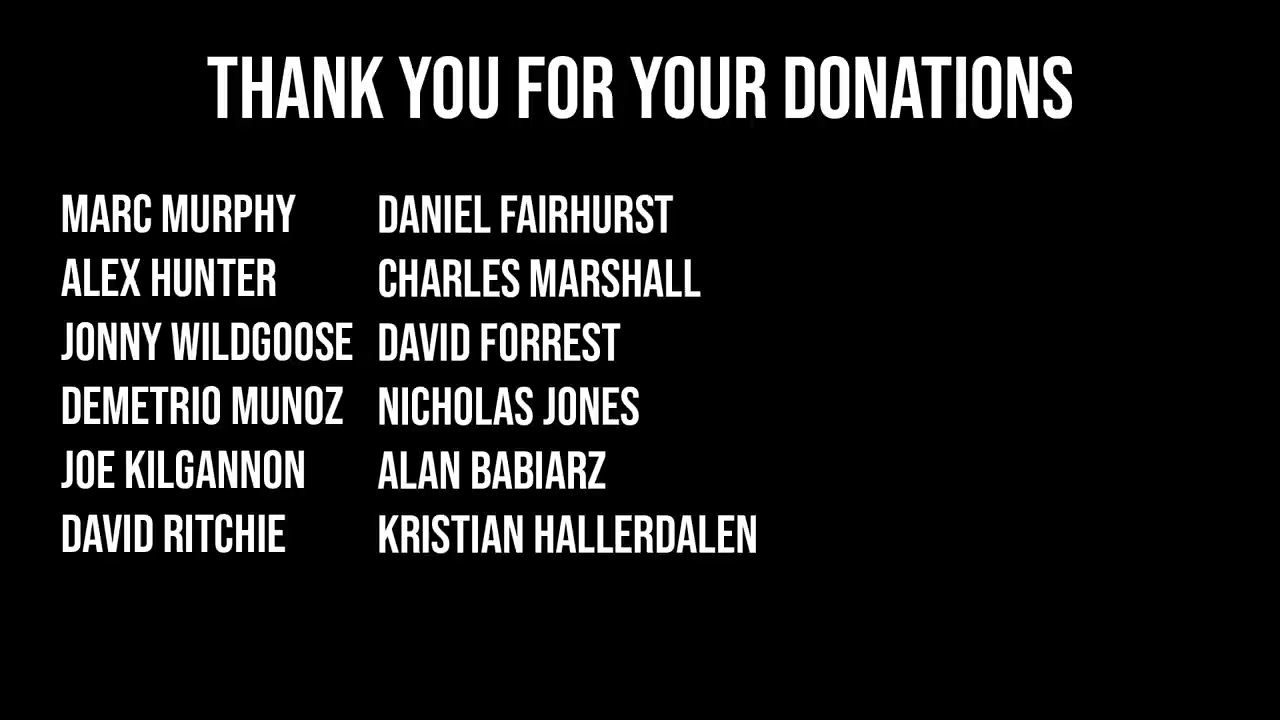 THANK YOU FOR YOUR DONATIONS
MARC MURPHY
ALEX HUNTER
JONNY WILDGOOSE
DEMETRIO MUNOZ
JOE KILGANNON
DAVID RITCHIE
DANIEL FAIRHURST
CHARLES MARSHALL
DAVID FORREST
NICHOLAS JONES
ALAN BABIARZ
KRISTIAN HALLERDALEN